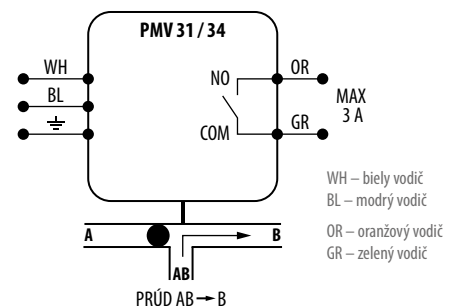 PMV 31 / 34
WH
BL
NO
COM
OR
GR
MAX
3 A
WH – biely vodič
BL – modrý vodič
OR – oranžový vodič
GR – zelený vodič
A
B
AB
PRÚD AB → B